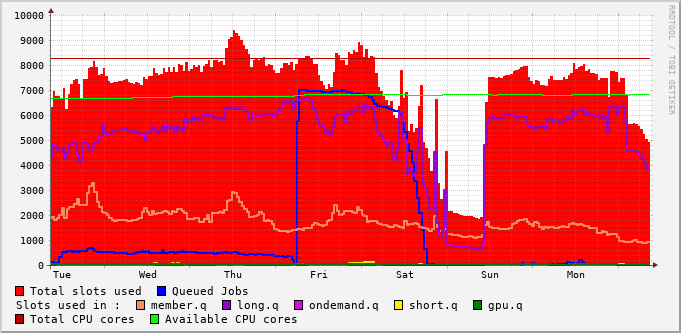 10000
9000
8000
7000
6000
5000
4000
3000
2000
1000
0
Tue Wed Thu Fri Sat Sun Mon
RRDTOOL / TOBI OETIKER
Total slots used Queued Jobs
Slots used in : member.q long.q ondemand.q short.q gpu.q
Total CPU cores Available CPU cores